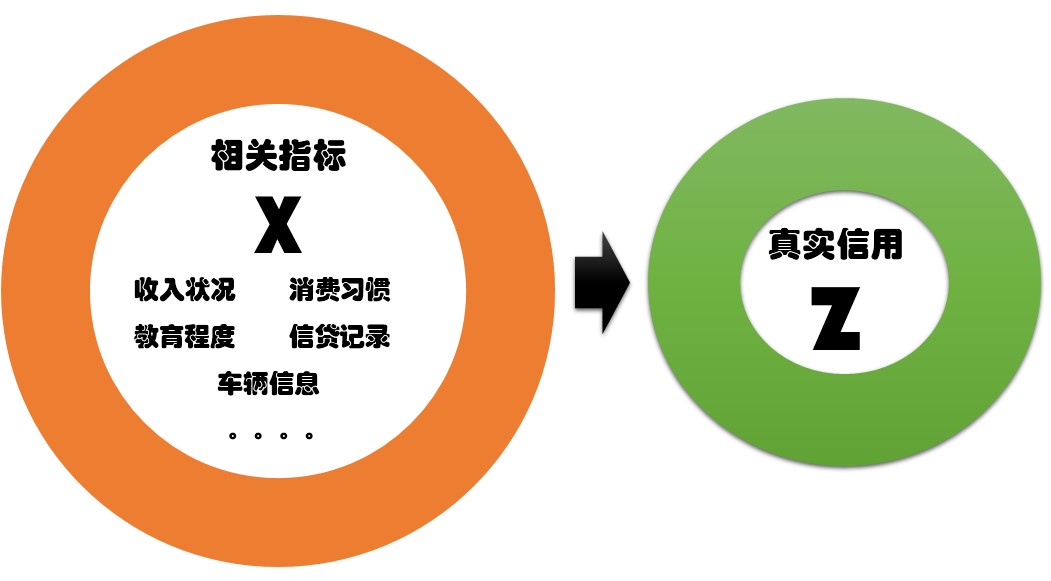 相关指标
X
收入状况 消费习惯
教育程度 信贷记录
车辆信息
。。。。
真实信用
Z